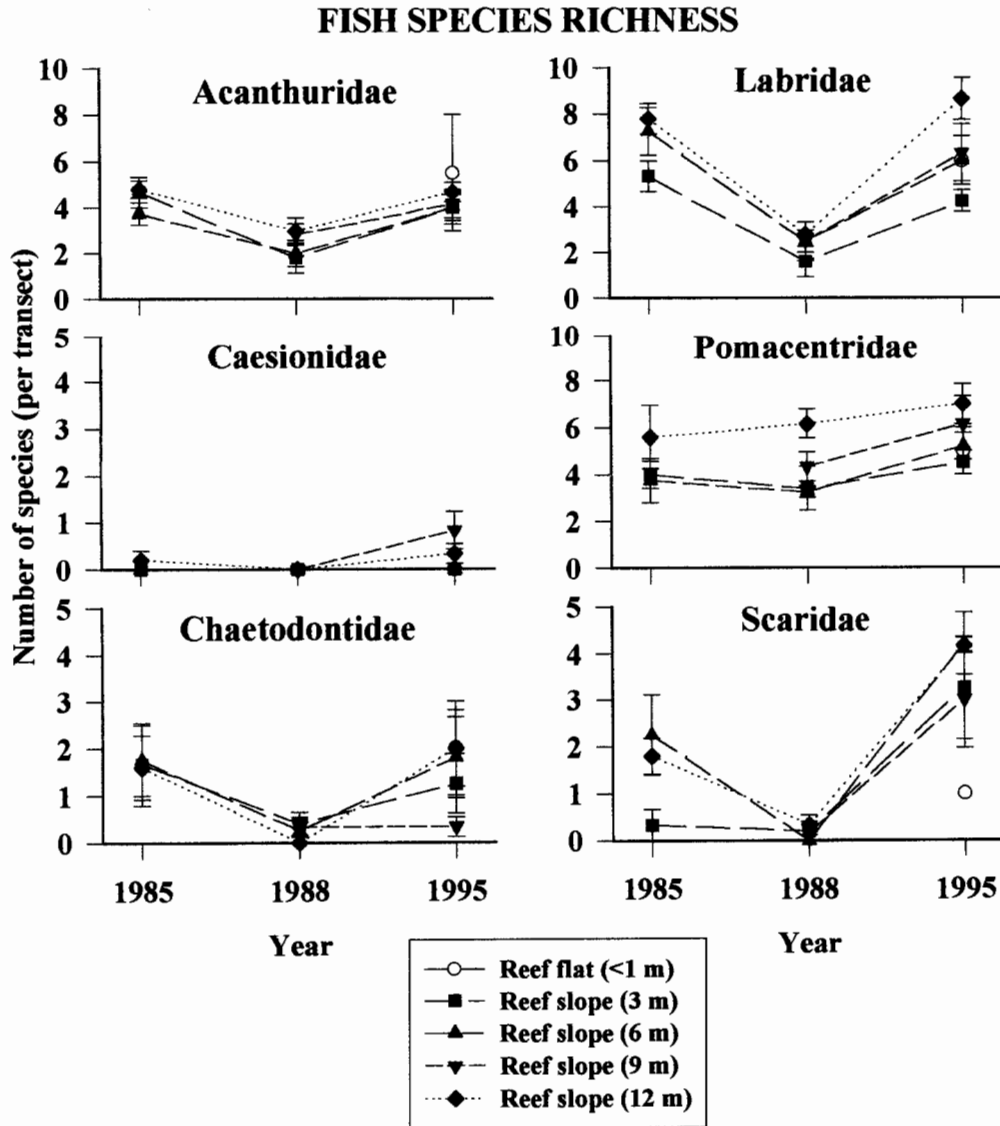 FISH SPECIES RICHNESS
Number of species (per transect)
Acanthuridae
10
8
6
4
2
0
Labridae
10
8
6
4
2
0
Caesionidae
5
4
3
2
1
0
Pomacentridae
10
8
6
4
2
0
Chaetodontidae
5
4
3
2
1
0
1985
1988
1995
Year
Scaridae
5
4
3
2
1
0
1985
1988
1995
Year
Reef flat (<1 m)
Reef slope (3 m)
Reef slope (6 m)
Reef slope (9 m)
Reef slope (12 m)